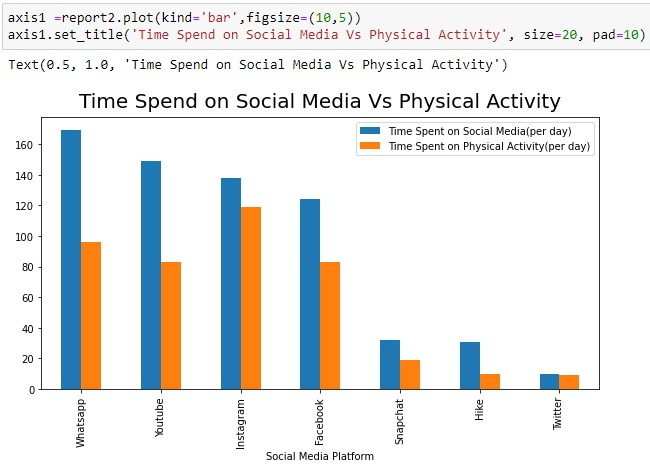 axis1 =report2.plot(kind='bar',figsize=(10,5))
axis1.set_title('Time Spend on Social Media Vs Physical Activity', size=20, pad=10)
Text(0.5, 1.0, 'Time Spend on Social Media Vs Physical Activity')
Time Spend on Social Media Vs Physical Activity
Time Spent on Social Media(per day)
Time Spent on Physical Activity(per day)
160
140
120
100
80
60
40
20
0
Whatsapp
Youtube
Instagram
Facebook
Snapchat
Hike
Twitter
Social Media Platform